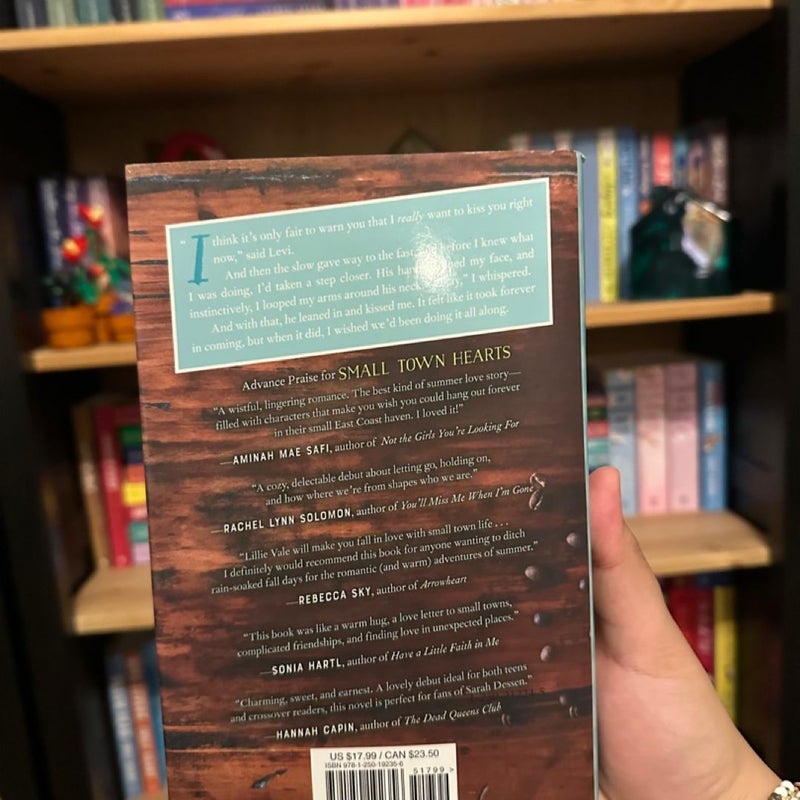 "I think it's only fair to warn you that I really want to kiss you right
now," said Levi.
And then the slow gave way to the fast, before I knew what
I was doing, I'd taken a step closer. His my face, and
instinctively, I looped my arms around his I whispered.
And with that, he leaned in and kissed me. It felt like it took forever
in coming, but when it did, I wished we'd been doing it all along.
Advance Praise for SMALL TOWN HEARTS
"A wistful, lingering romance. The best kind of summer love story—
filled with characters that make you wish you could hang out forever
in their small East Coast haven. I loved it!"
—AMINAH MAE SAFI, author of Not the Girls You're Looking For
"A cozy, delectable debut about letting go, holding on,
and how where we're from shapes who we are."
—RACHEL LYNN SOLOMON, author of You'll Miss Me When I'm Gone
"Lillie Vale will make you fall in love with small town life . . .
I definitely would recommend this book for anyone wanting to ditch
rain-soaked fall days for the romantic (and warm) adventures of summer."
—REBECCA SKY, author of Arrowheart
"This book was like a warm hug, a love letter to small towns,
complicated friendships, and finding love in unexpected places."
—SONIA HARTL, author of Have a Little Faith in Me
"Charming, sweet, and earnest. A lovely debut ideal for both teens
and crossover readers, this novel is perfect for fans of Sarah Dessen."
HANNAH CAPIN, author of The Dead Queens Club
US $17.99 / CAN $23.50
ISBN 978-1-250-19235-6
51799>